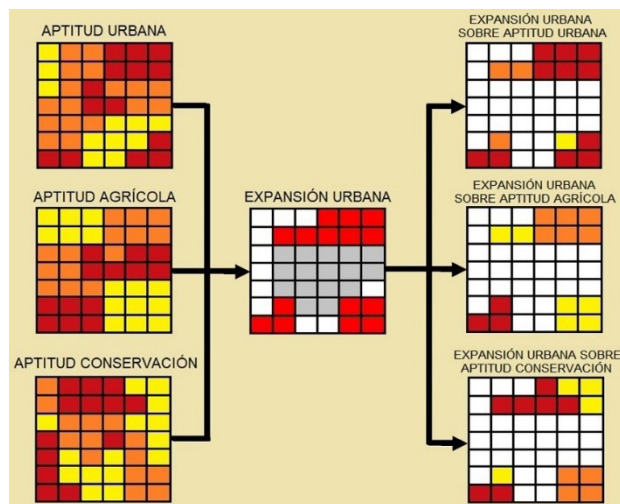 APTITUD URBANA
APTITUD AGRÍCOLA
APTITUD CONSERVACIÓN
EXPANSIÓN URBANA
EXPANSIÓN URBANA
SOBRE APTITUD URBANA
EXPANSIÓN URBANA
SOBRE APTITUD AGRÍCOLA
EXPANSIÓN URBANA SOBRE
APTITUD CONSERVACIÓN